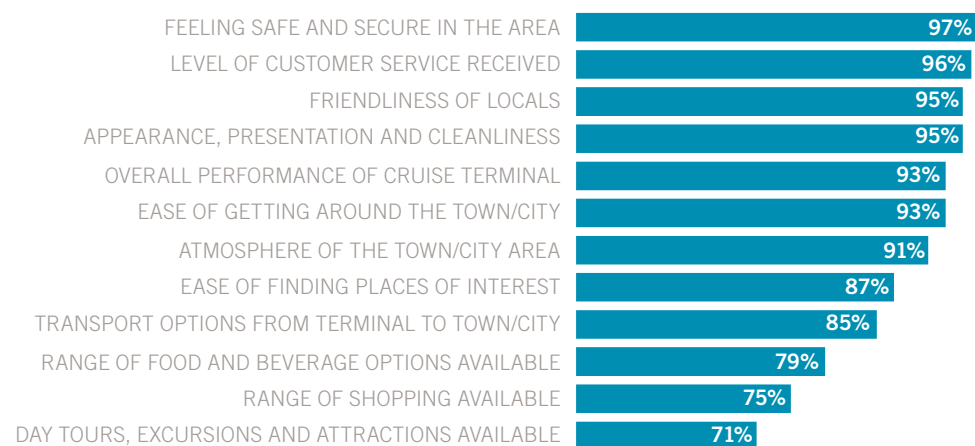 FEELING SAFE AND SECURE IN THE AREA 97%
LEVEL OF CUSTOMER SERVICE RECEIVED 96%
FRIENDLINESS OF LOCALS 95%
APPEARANCE, PRESENTATION AND CLEANLINESS 95%
OVERALL PERFORMANCE OF CRUISE TERMINAL 93%
EASE OF GETTING AROUND THE TOWN/CITY 93%
ATMOSPHERE OF THE TOWN/CITY AREA 91%
EASE OF FINDING PLACES OF INTEREST 87%
TRANSPORT OPTIONS FROM TERMINAL TO TOWN/CITY 85%
RANGE OF FOOD AND BEVERAGE OPTIONS AVAILABLE 79%
RANGE OF SHOPPING AVAILABLE 75%
DAY TOURS, EXCURSIONS AND ATTRACTIONS AVAILABLE 71%